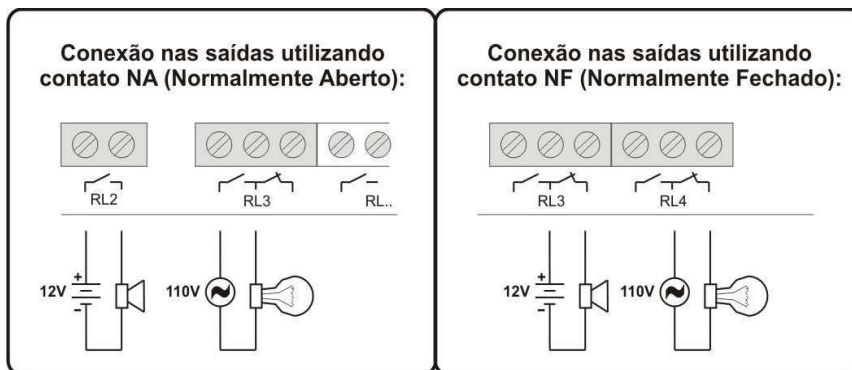 Conexão nas saídas utilizando
contato NA (Normalmente Aberto):
RL2
RL3
RL..
+
12V
-
110V
Conexão nas saídas utilizando
contato NF (Normalmente Fechado):
RL3
RL4
+
12V
-
110V